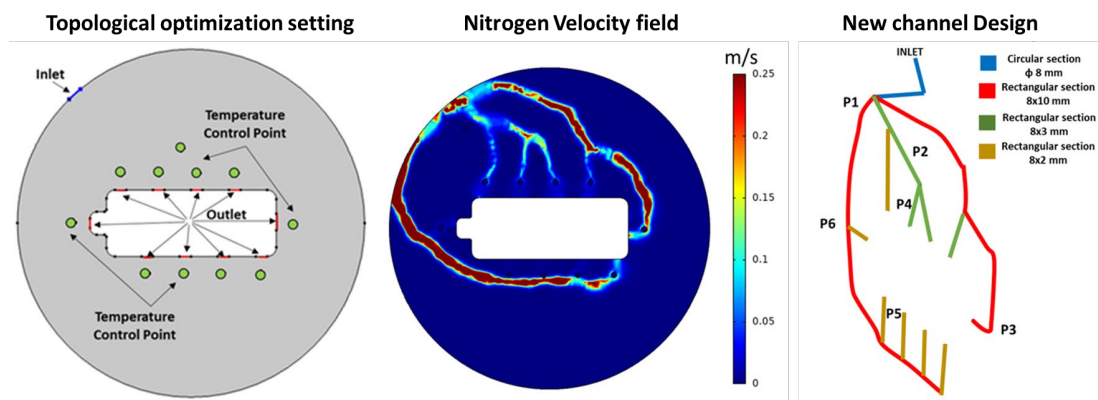 Topological optimization setting
Inlet
Temperature
Control Point
Outlet
Temperature
Control Point
Nitrogen Velocity field
m/s
0.25
0.2
0.15
0.1
0.05
0
New channel Design
INLET
P1
P2
P4
P6
P5
P3
Circular section
ф 8 mm
Rectangular section
8x10 mm
Rectangular section
8x3 mm
Rectangular section
8x2 mm